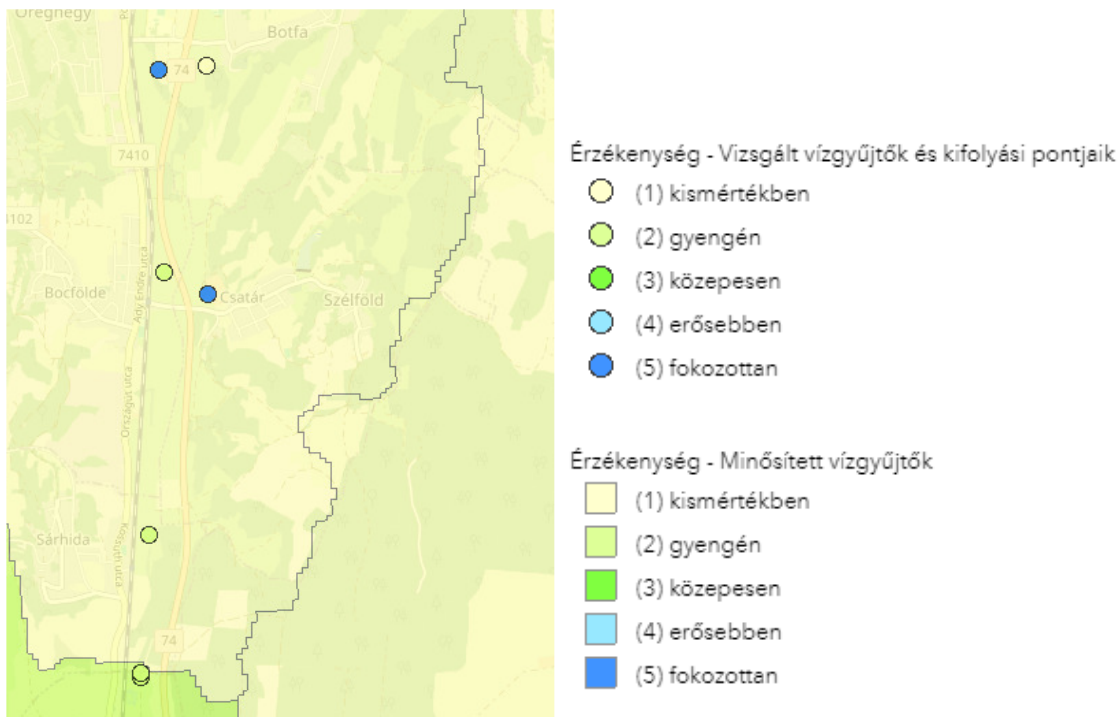 Öreghegy
Botfa
74
7410
4102
Ady Endre utca
Bocfölde
Csatár
Szélföld
Országút utca
Sárhida
Kossuth utca
74
Érzékenység - Vizsgált vízgyűjtők és kifolyási pontjaik
(1) kismértékben
(2) gyengén
(3) közepesen
(4) erősebben
(5) fokozottan
Érzékenység - Minősített vízgyűjtők
(1) kismértékben
(2) gyengén
(3) közepesen
(4) erősebben
(5) fokozottan